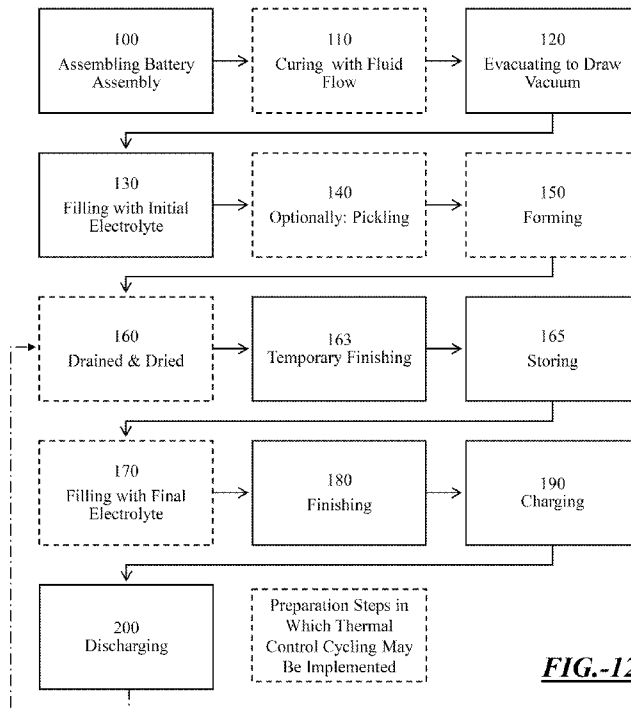 100
Assembling Battery
Assembly
110
Curing with Fluid
Flow
120
Evacuating to Draw
Vacuum
130
Filling with Initial
Electrolyte
140
Optionally: Pickling
150
Forming
160
Drained & Dried
163
Temporary Finishing
165
Storing
170
Filling with Final
Electrolyte
180
Finishing
190
Charging
200
Discharging
Preparation Steps in
Which Thermal
Control Cycling May
Be Implemented
FIG.-12